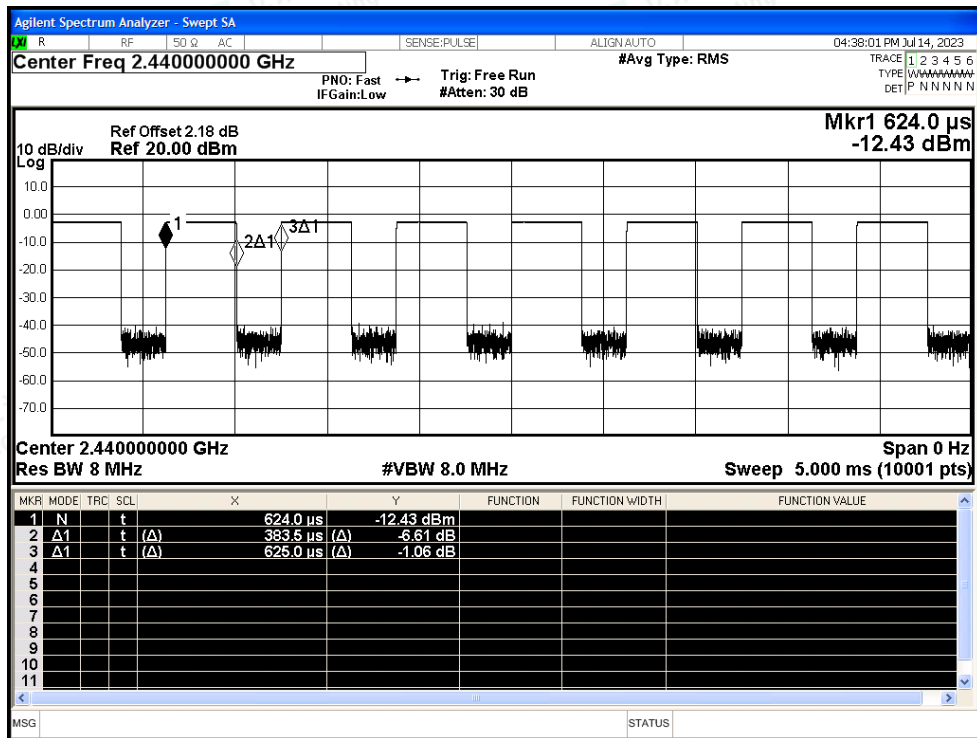 Agilent Spectrum Analyzer - Swept SA
LXI R RF 50 Ω AC SENSE:PULSE ALIGN AUTO 04:38:01 PM Jul 14, 2023
Center Freq 2.440000000 GHz #Avg Type: RMS TRACE 1 2 3 4 5 6
PNO: Fast Trig: Free Run TYPE W
IFGain:Low #Atten: 30 dB DET P N N N N N
Mkr1 624.0 µs
Ref Offset 2.18 dB
10 dB/div Ref 20.00 dBm -12.43 dBm
Log
10.0
0.00
1 2Δ1 3Δ1
-10.0
-20.0
-30.0
-40.0
-50.0
-60.0
-70.0
Center 2.440000000 GHz Span 0 Hz
Res BW 8 MHz #VBW 8.0 MHz Sweep 5.000 ms (10001 pts)
MKR MODE TRC SCL X Y FUNCTION FUNCTION WIDTH FUNCTION VALUE
1 N t 624.0 µs -12.43 dBm
2 Δ1 t (Δ) 383.5 µs (Δ) -6.61 dB
3 Δ1 t (Δ) 625.0 µs (Δ) -1.06 dB
4
5
6
7
8
9
10
11
MSG STATUS